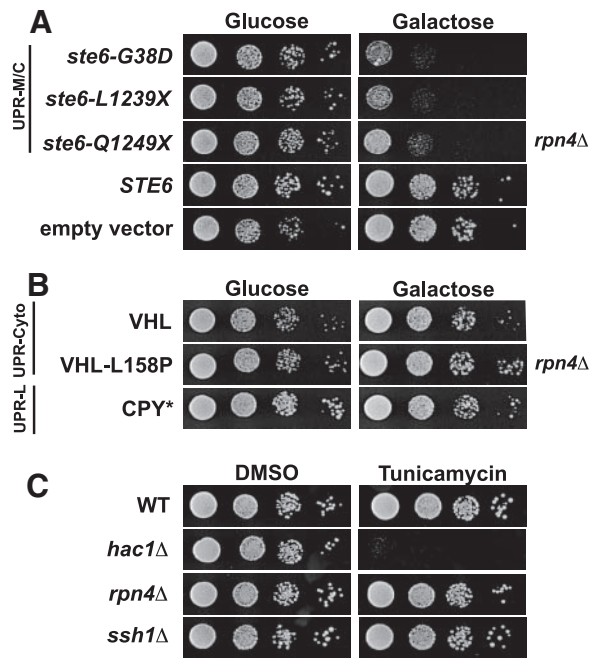 A
Glucose Galactose
UPR-M/C
ste6-G38D
ste6-L1239X
ste6-Q1249X
rpn4Δ
STE6
empty vector
B
Glucose Galactose
UPR-Cyto
VHL
VHL-L158P
rpn4Δ
UPR-L
CPY*
C
DMSO Tunicamycin
WT
hac1Δ
rpn4Δ
ssh1Δ